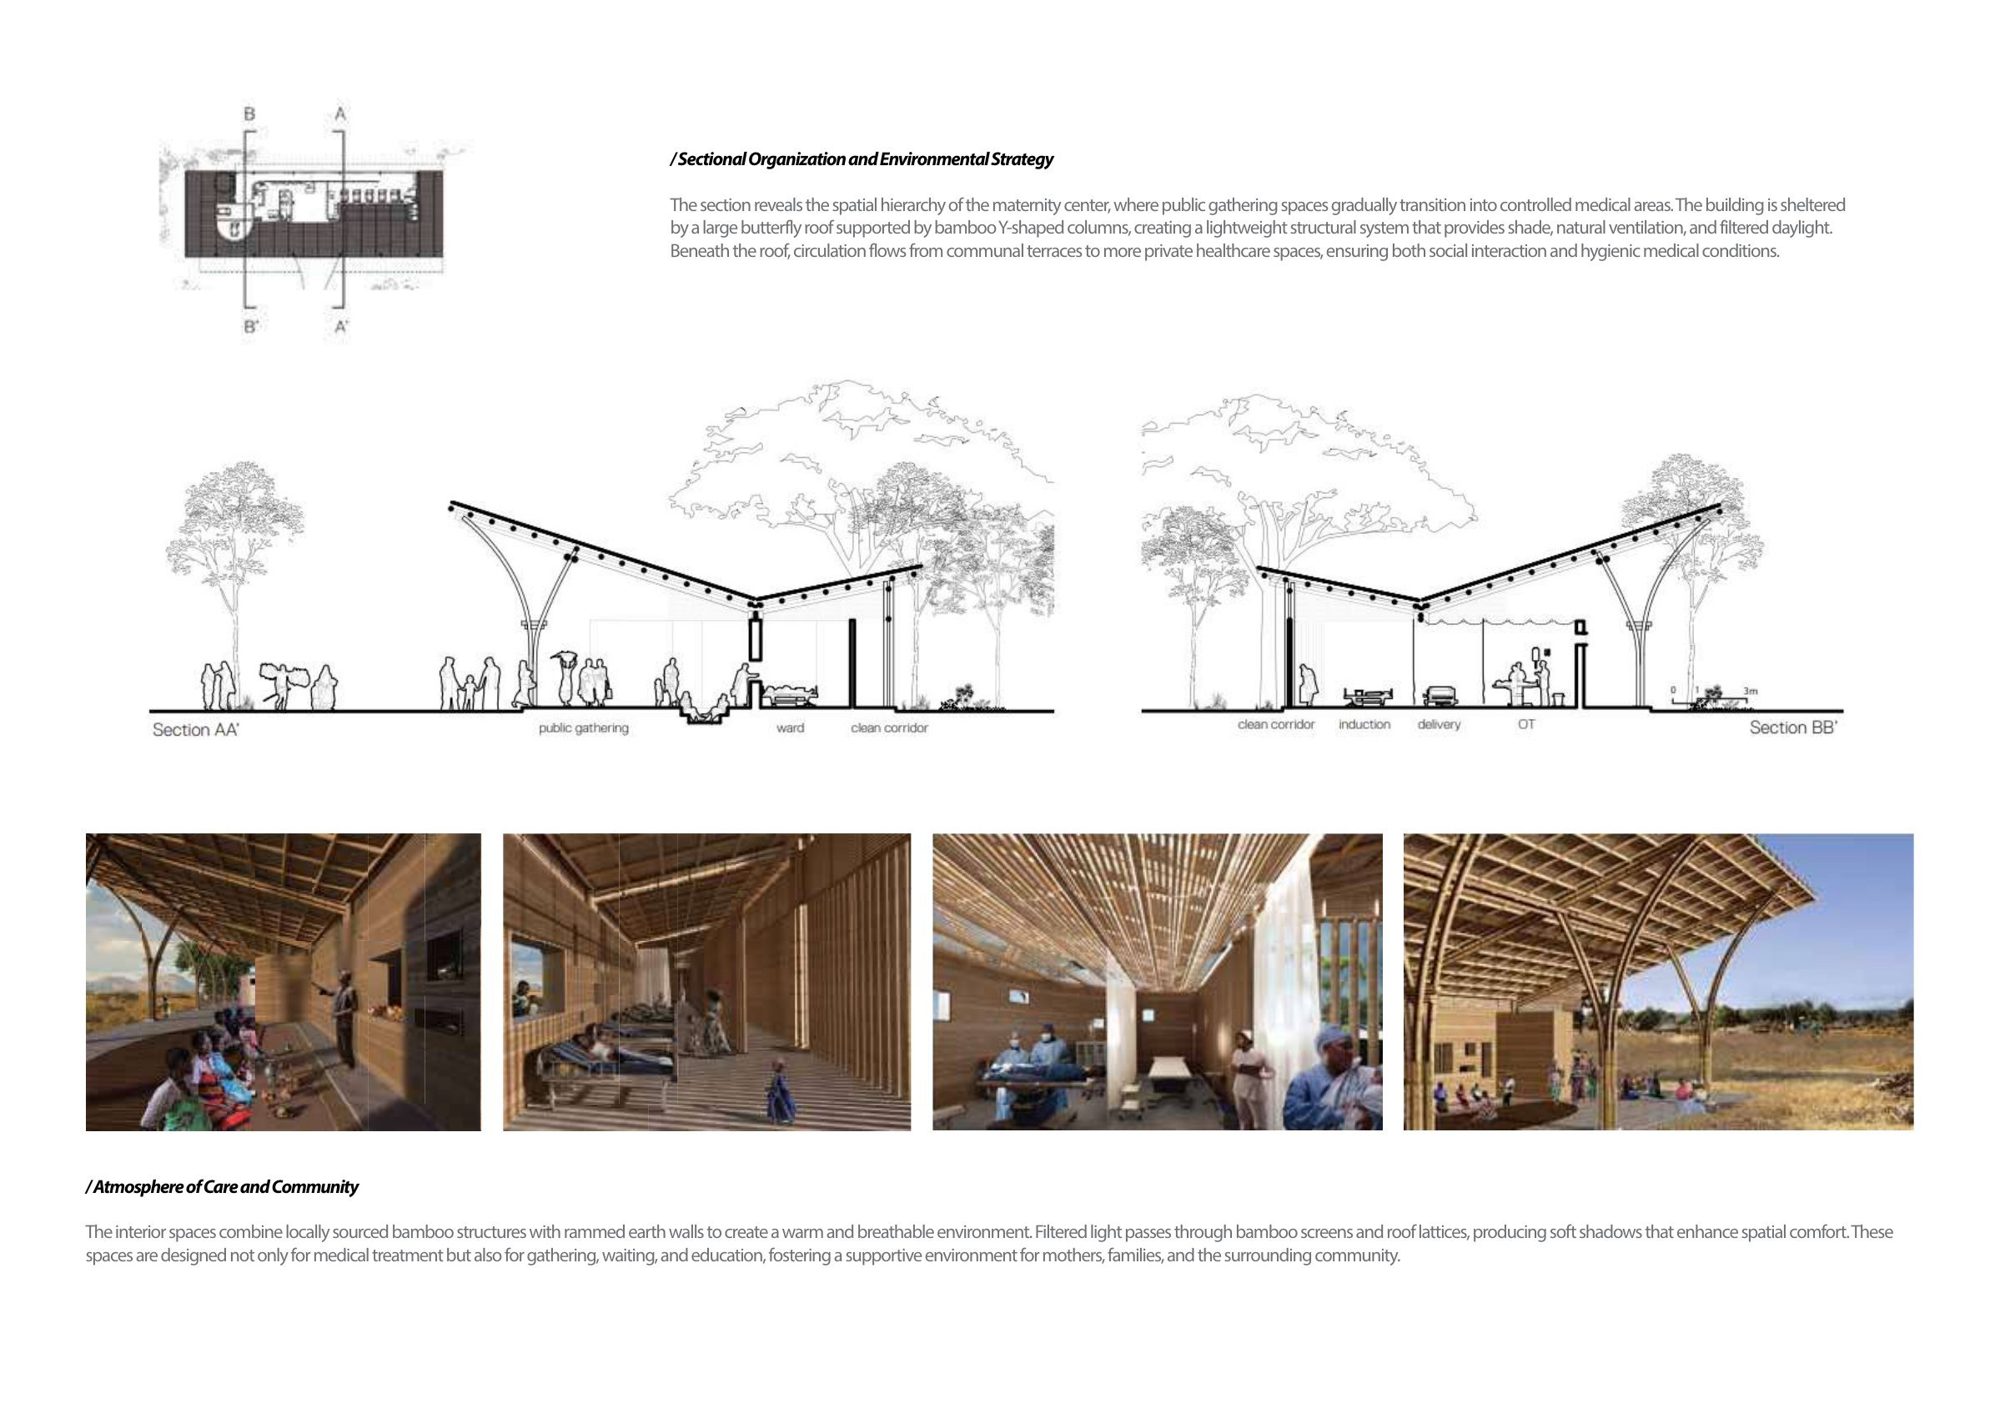 B A
B' A'
/ Sectional Organization and Environmental Strategy
The section reveals the spatial hierarchy of the maternity center, where public gathering spaces gradually transition into controlled medical areas. The building is sheltered
by a large butterfly roof supported by bamboo Y-shaped columns, creating a lightweight structural system that provides shade, natural ventilation, and filtered daylight.
Beneath the roof, circulation flows from communal terraces to more private healthcare spaces, ensuring both social interaction and hygienic medical conditions.
Section AA'
public gathering
ward
clean corridor
clean corridor
induction
delivery
OT
0 1 3m
Section BB'
/ Atmosphere of Care and Community
The interior spaces combine locally sourced bamboo structures with rammed earth walls to create a warm and breathable environment. Filtered light passes through bamboo screens and roof lattices, producing soft shadows that enhance spatial comfort. These
spaces are designed not only for medical treatment but also for gathering, waiting, and education, fostering a supportive environment for mothers, families, and the surrounding community.